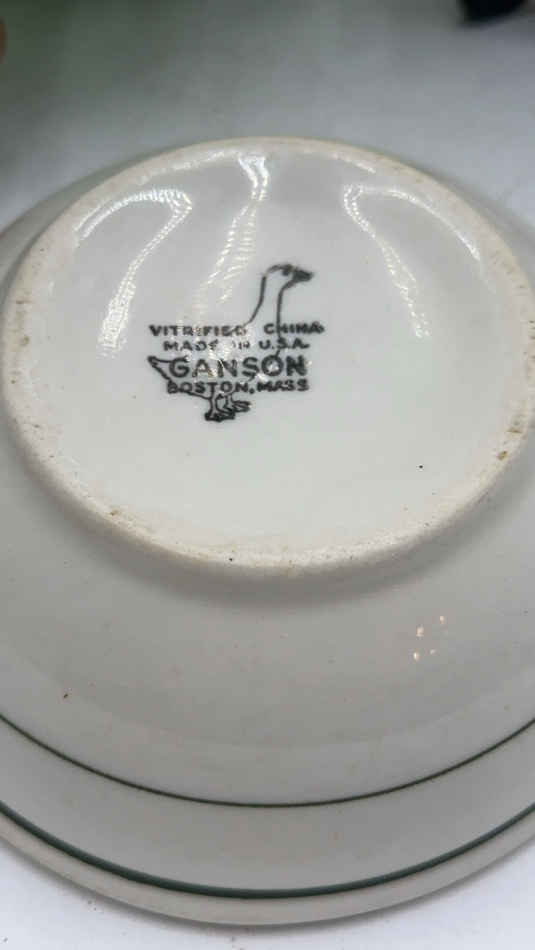 VITRIFIED CHINA
MADE IN U.S.A.
GANSON
BOSTON, MASS